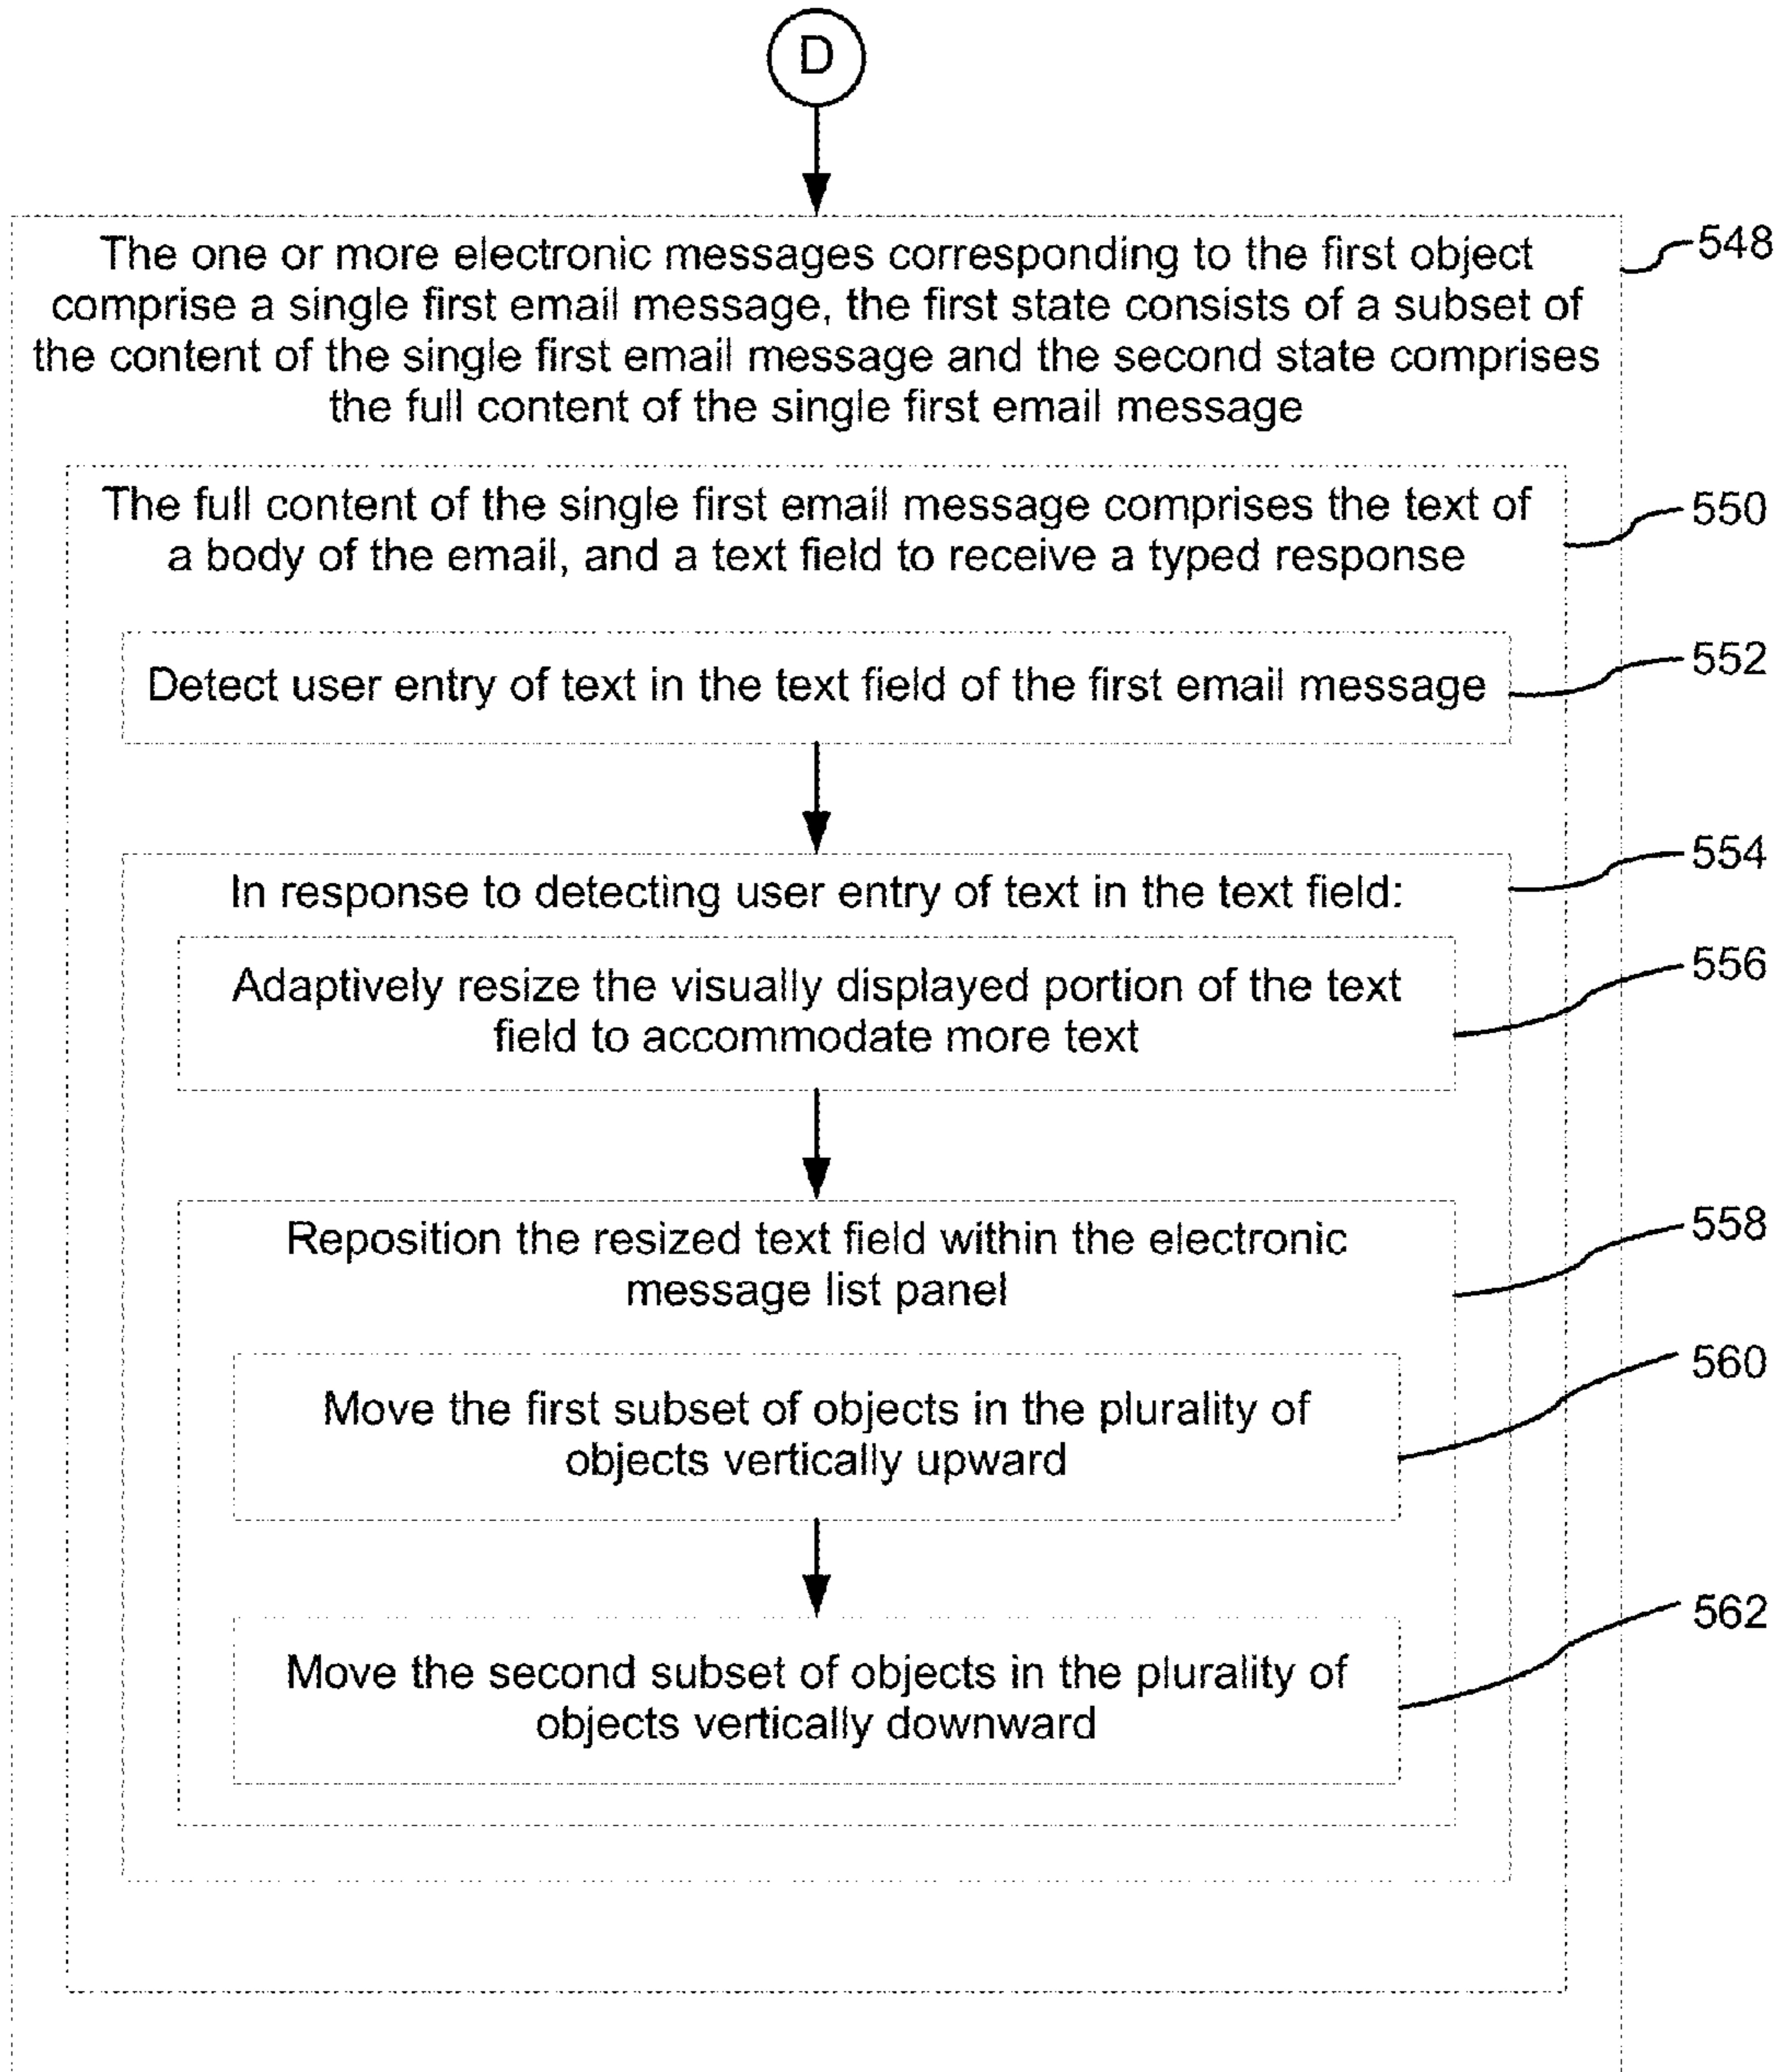 D
The one or more electronic messages corresponding to the first object
comprise a single first email message, the first state consists of a subset of
the content of the single first email message and the second state comprises
the full content of the single first email message
548
The full content of the single first email message comprises the text of
a body of the email, and a text field to receive a typed response
550
Detect user entry of text in the text field of the first email message
552
In response to detecting user entry of text in the text field:
554
Adaptively resize the visually displayed portion of the text
field to accommodate more text
556
Reposition the resized text field within the electronic
message list panel
558
Move the first subset of objects in the plurality of
objects vertically upward
560
Move the second subset of objects in the plurality of
objects vertically downward
562